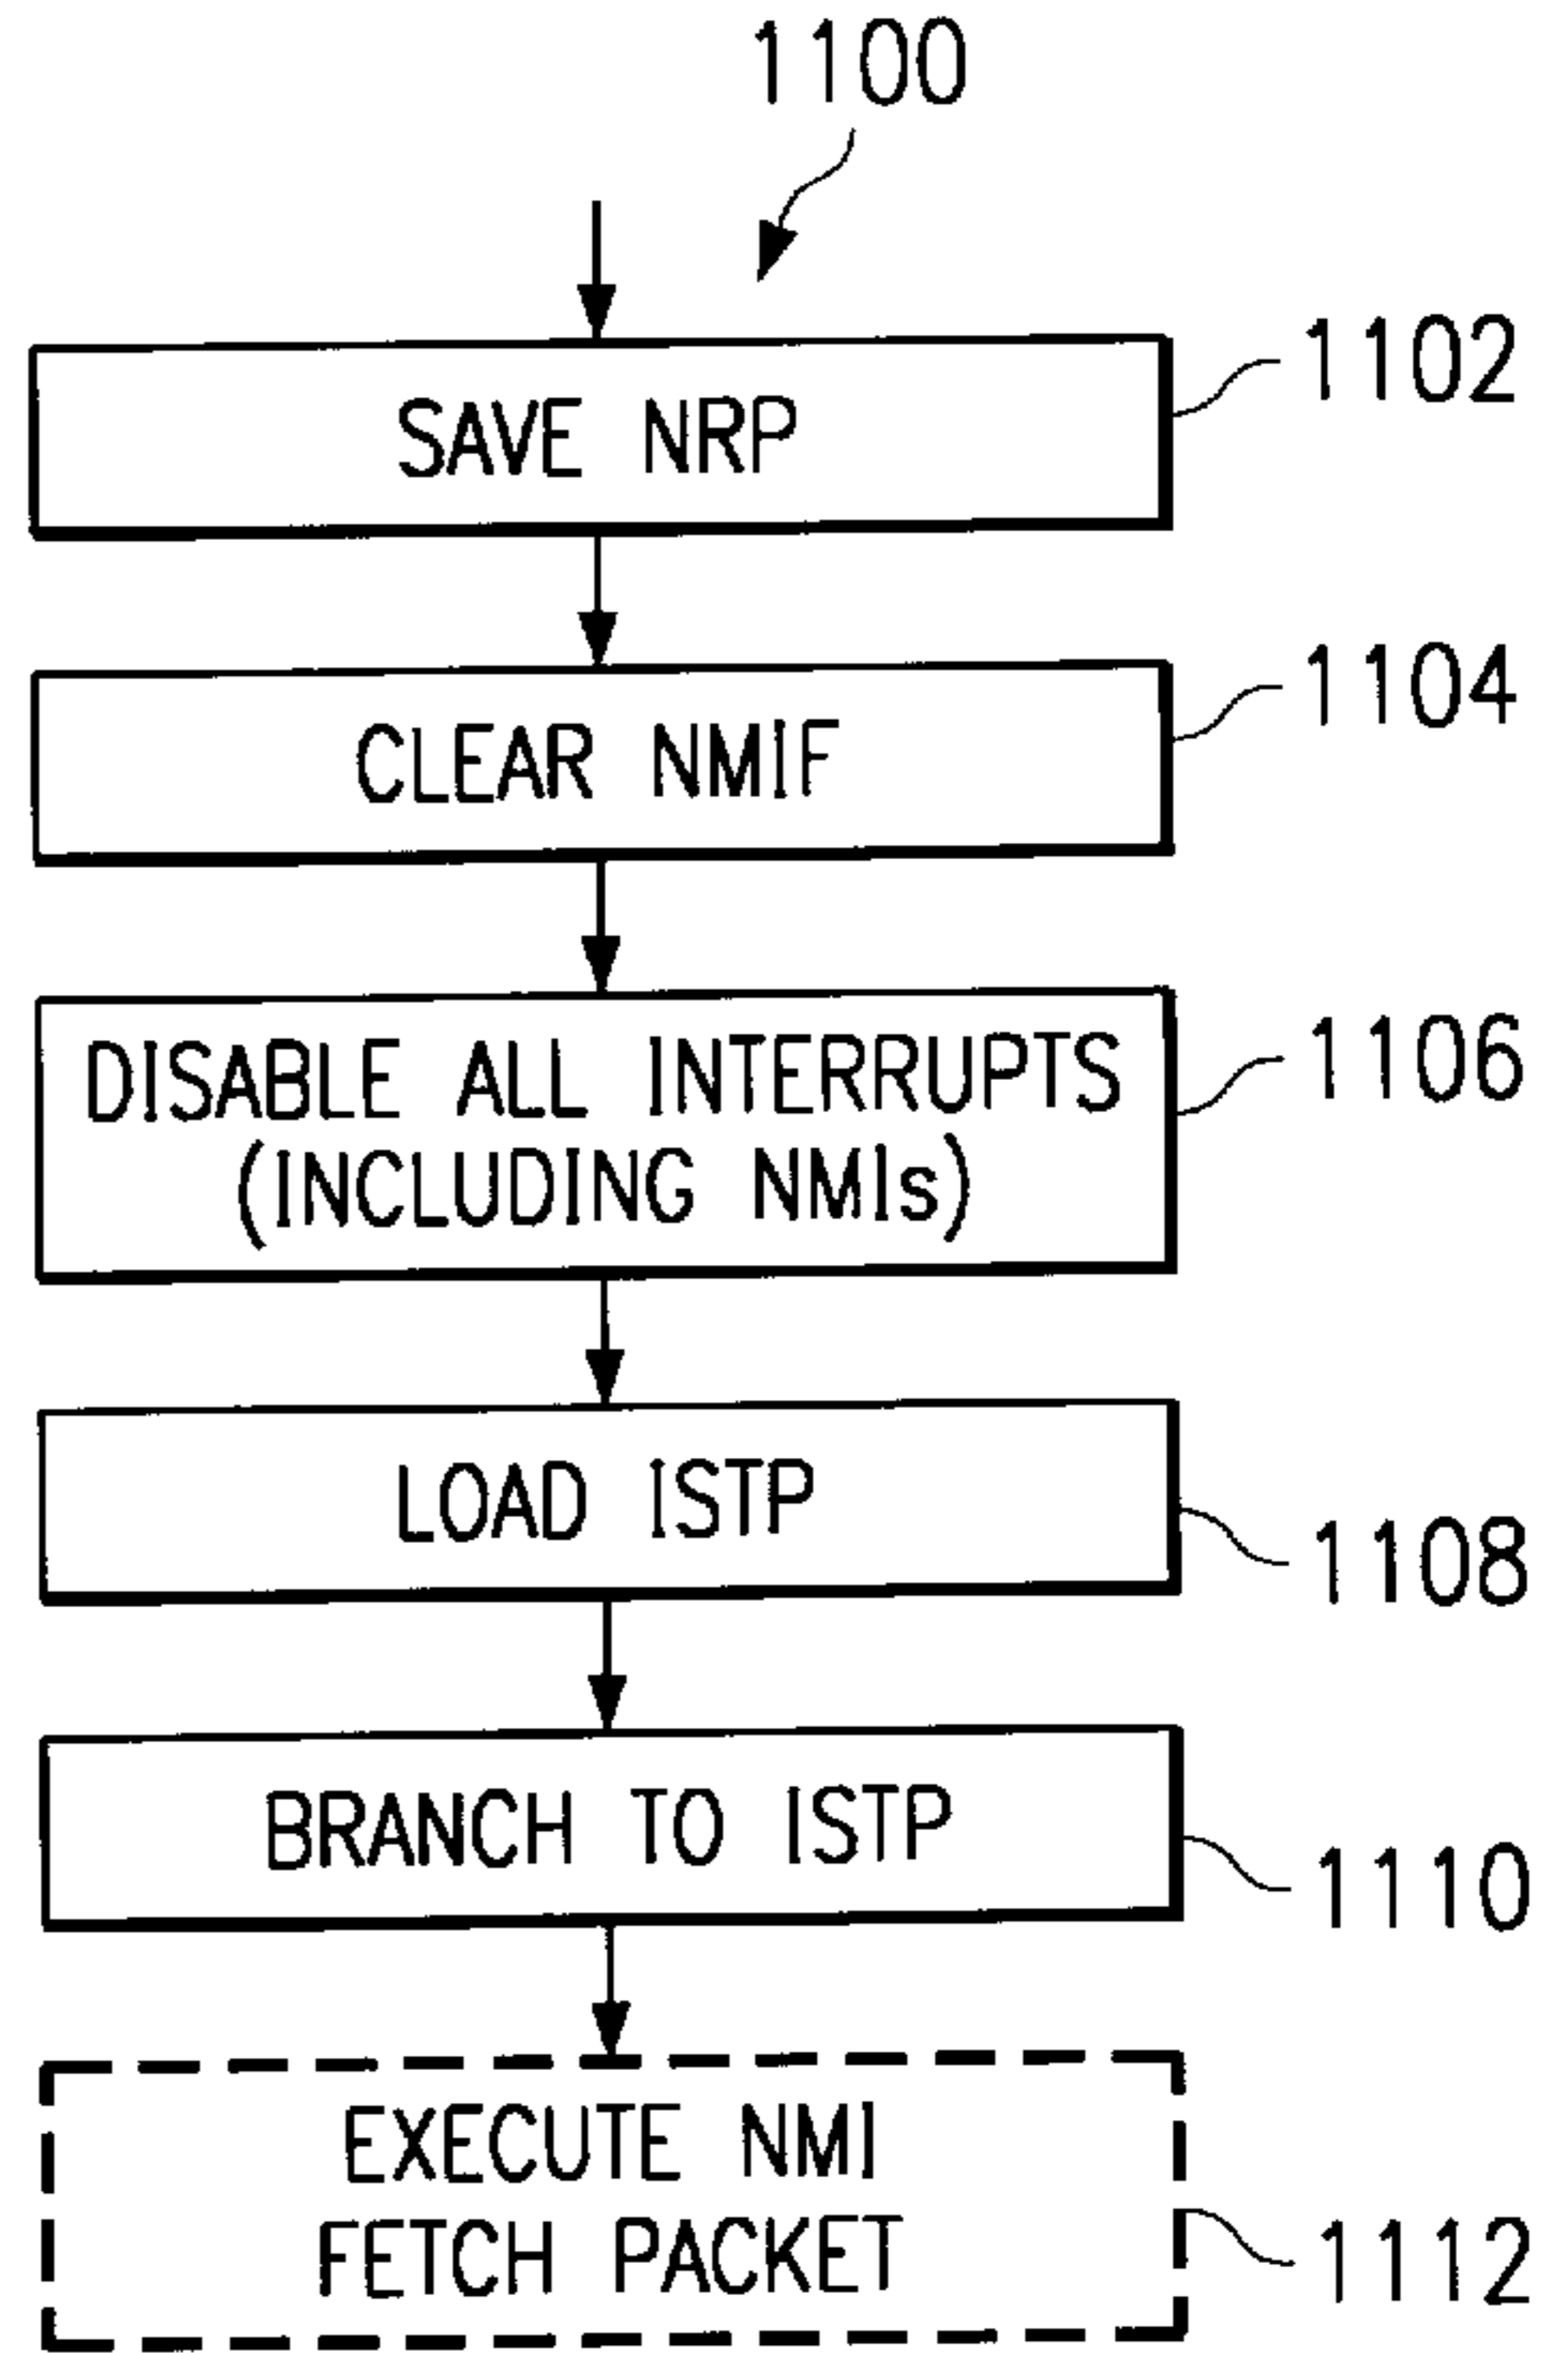 1100
SAVE NRP
1102
CLEAR NMIF
1104
DISABLE ALL INTERRUPTS
(INCLUDING NMIs)
1106
LOAD ISTP
1108
BRANCH TO ISTP
1110
EXECUTE NMI
FETCH PACKET
1112